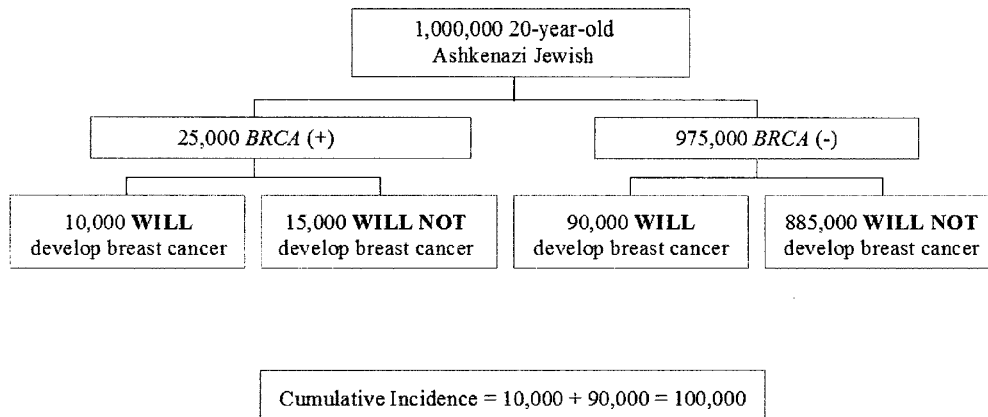 1,000,000 20-year-old
Ashkenazi Jewish
25,000 BRCA (+)
975,000 BRCA (-)
10,000 WILL
develop breast cancer
15,000 WILL NOT
develop breast cancer
90,000 WILL
develop breast cancer
885,000 WILL NOT
develop breast cancer
Cumulative Incidence = 10,000 + 90,000 = 100,000